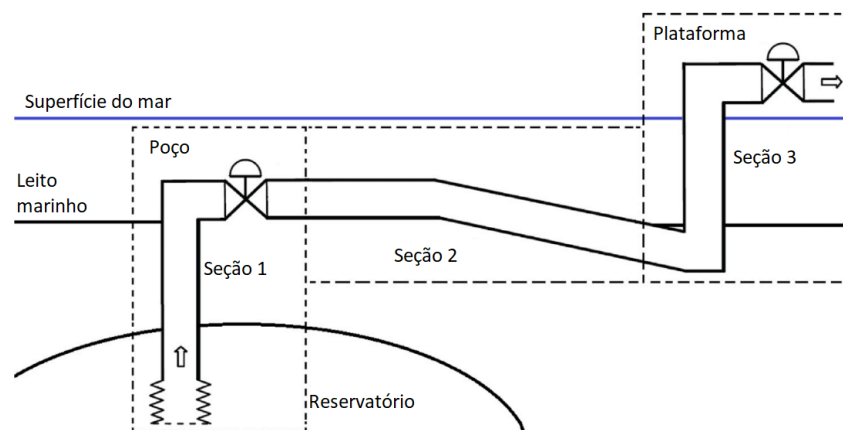 Plataforma
Superfície do mar
Poço
Seção 3
Leito
marinho
Seção 2
Seção 1
Reservatório